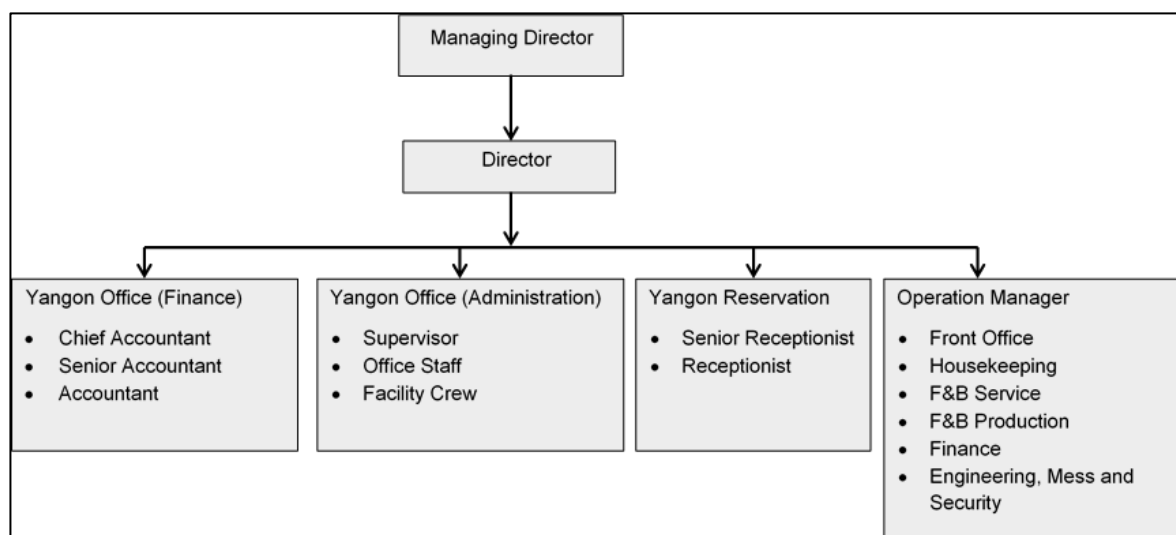 Managing Director
Director
Yangon Office (Finance)
• Chief Accountant
• Senior Accountant
• Accountant
Yangon Office (Administration)
• Supervisor
• Office Staff
• Facility Crew
Yangon Reservation
• Senior Receptionist
• Receptionist
Operation Manager
• Front Office
• Housekeeping
• F&B Service
• F&B Production
• Finance
• Engineering, Mess and
Security